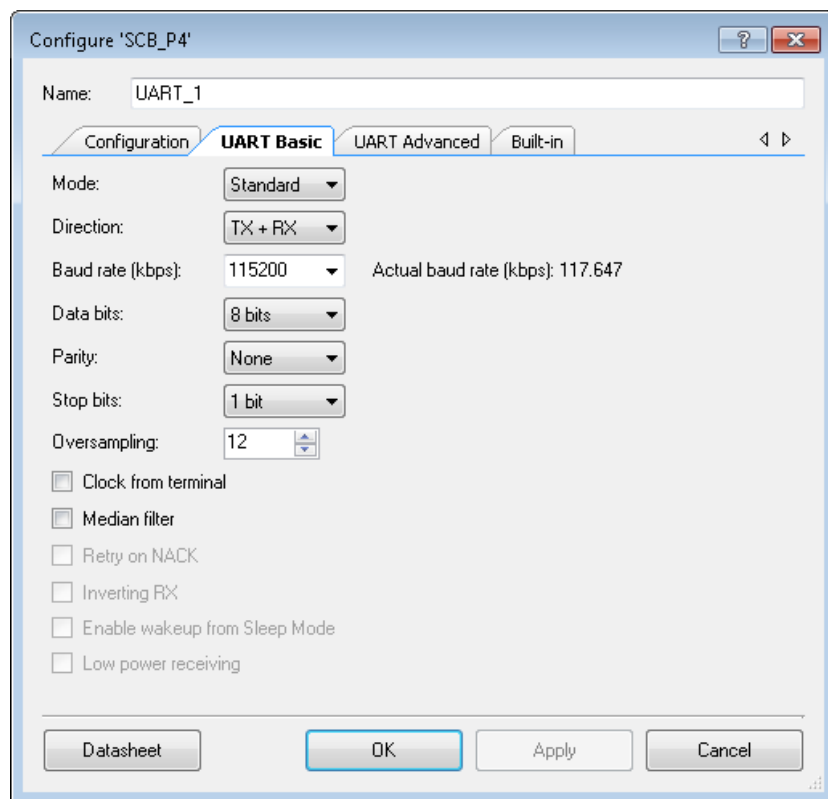 Configure 'SCB_P4'
?
Name: UART_1
Configuration UART Basic UART Advanced Built-in
Mode: Standard
Direction: TX + RX
Baud rate (kbps): 115200 Actual baud rate (kbps): 117.647
Data bits: 8 bits
Parity: None
Stop bits: 1 bit
Oversampling: 12
Clock from terminal
Median filter
Retry on NACK
Inverting RX
Enable wakeup from Sleep Mode
Low power receiving
Datasheet OK Apply Cancel